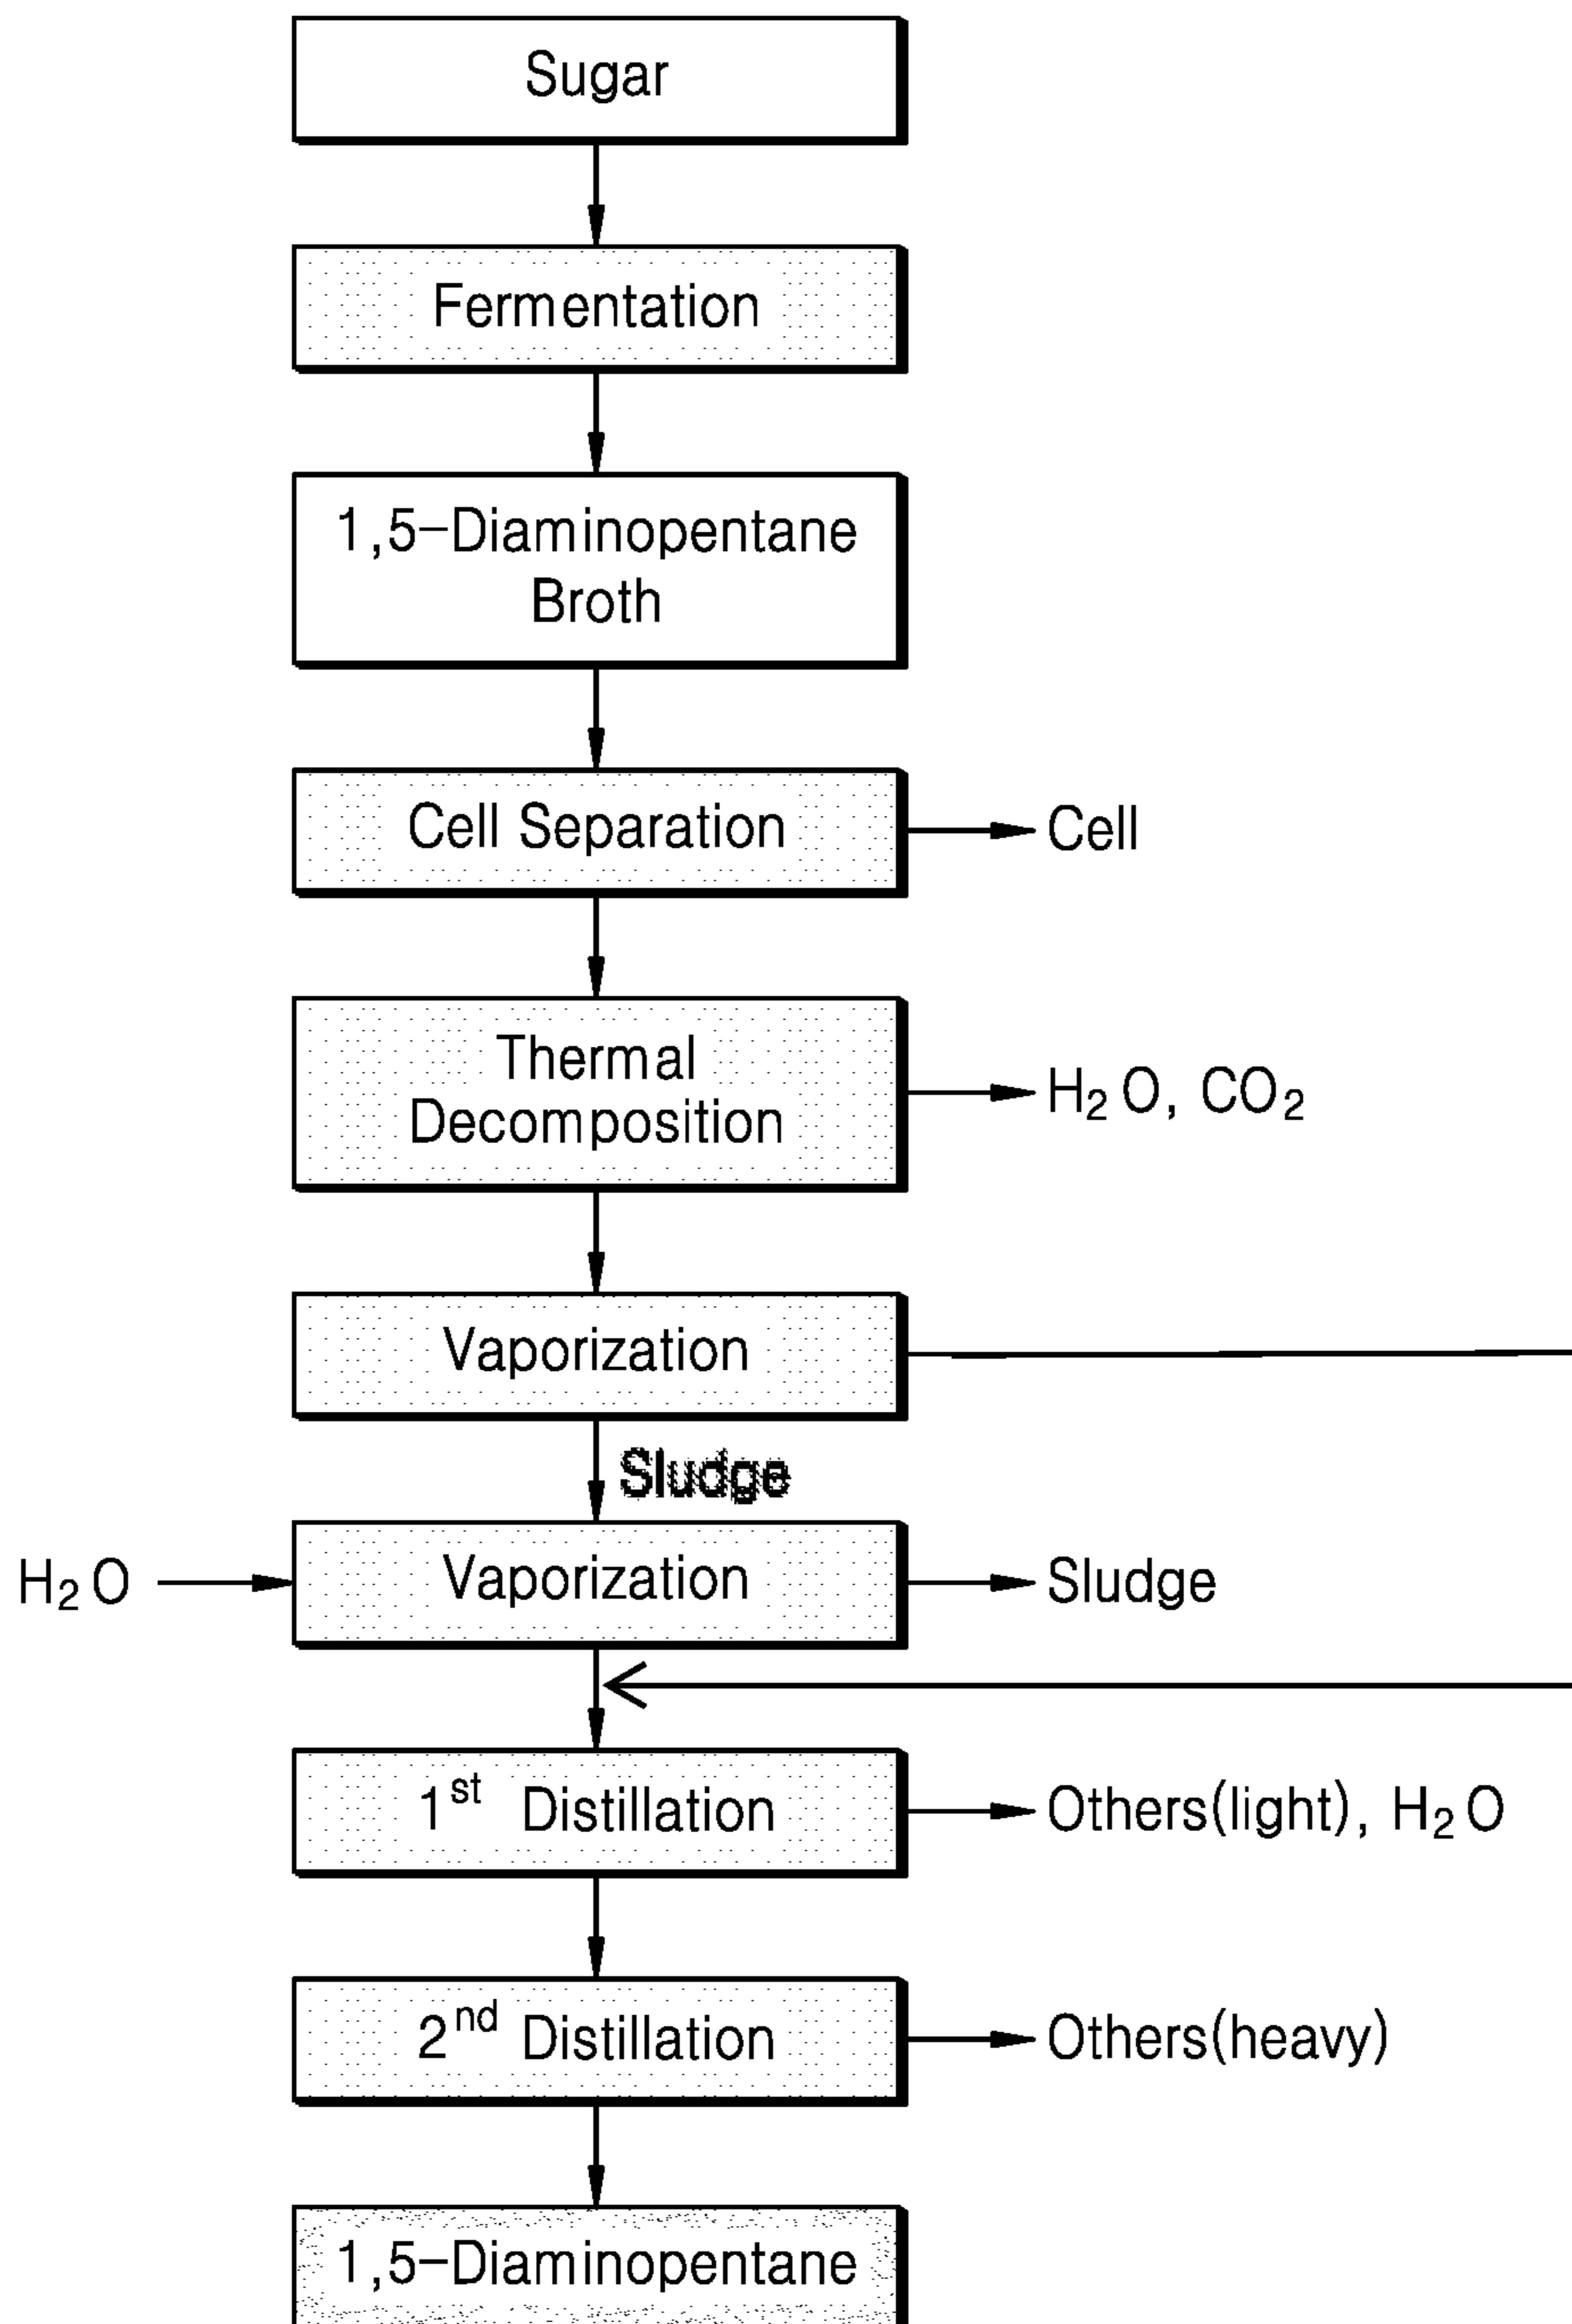 Sugar
Fermentation
1,5-Diaminopentane
Broth
Cell Separation
Cell
Thermal
Decomposition
H₂O, CO₂
Vaporization
Sludge
H₂O
Vaporization
Sludge
1st Distillation
Others(light), H₂O
2nd Distillation
Others(heavy)
1,5-Diaminopentane